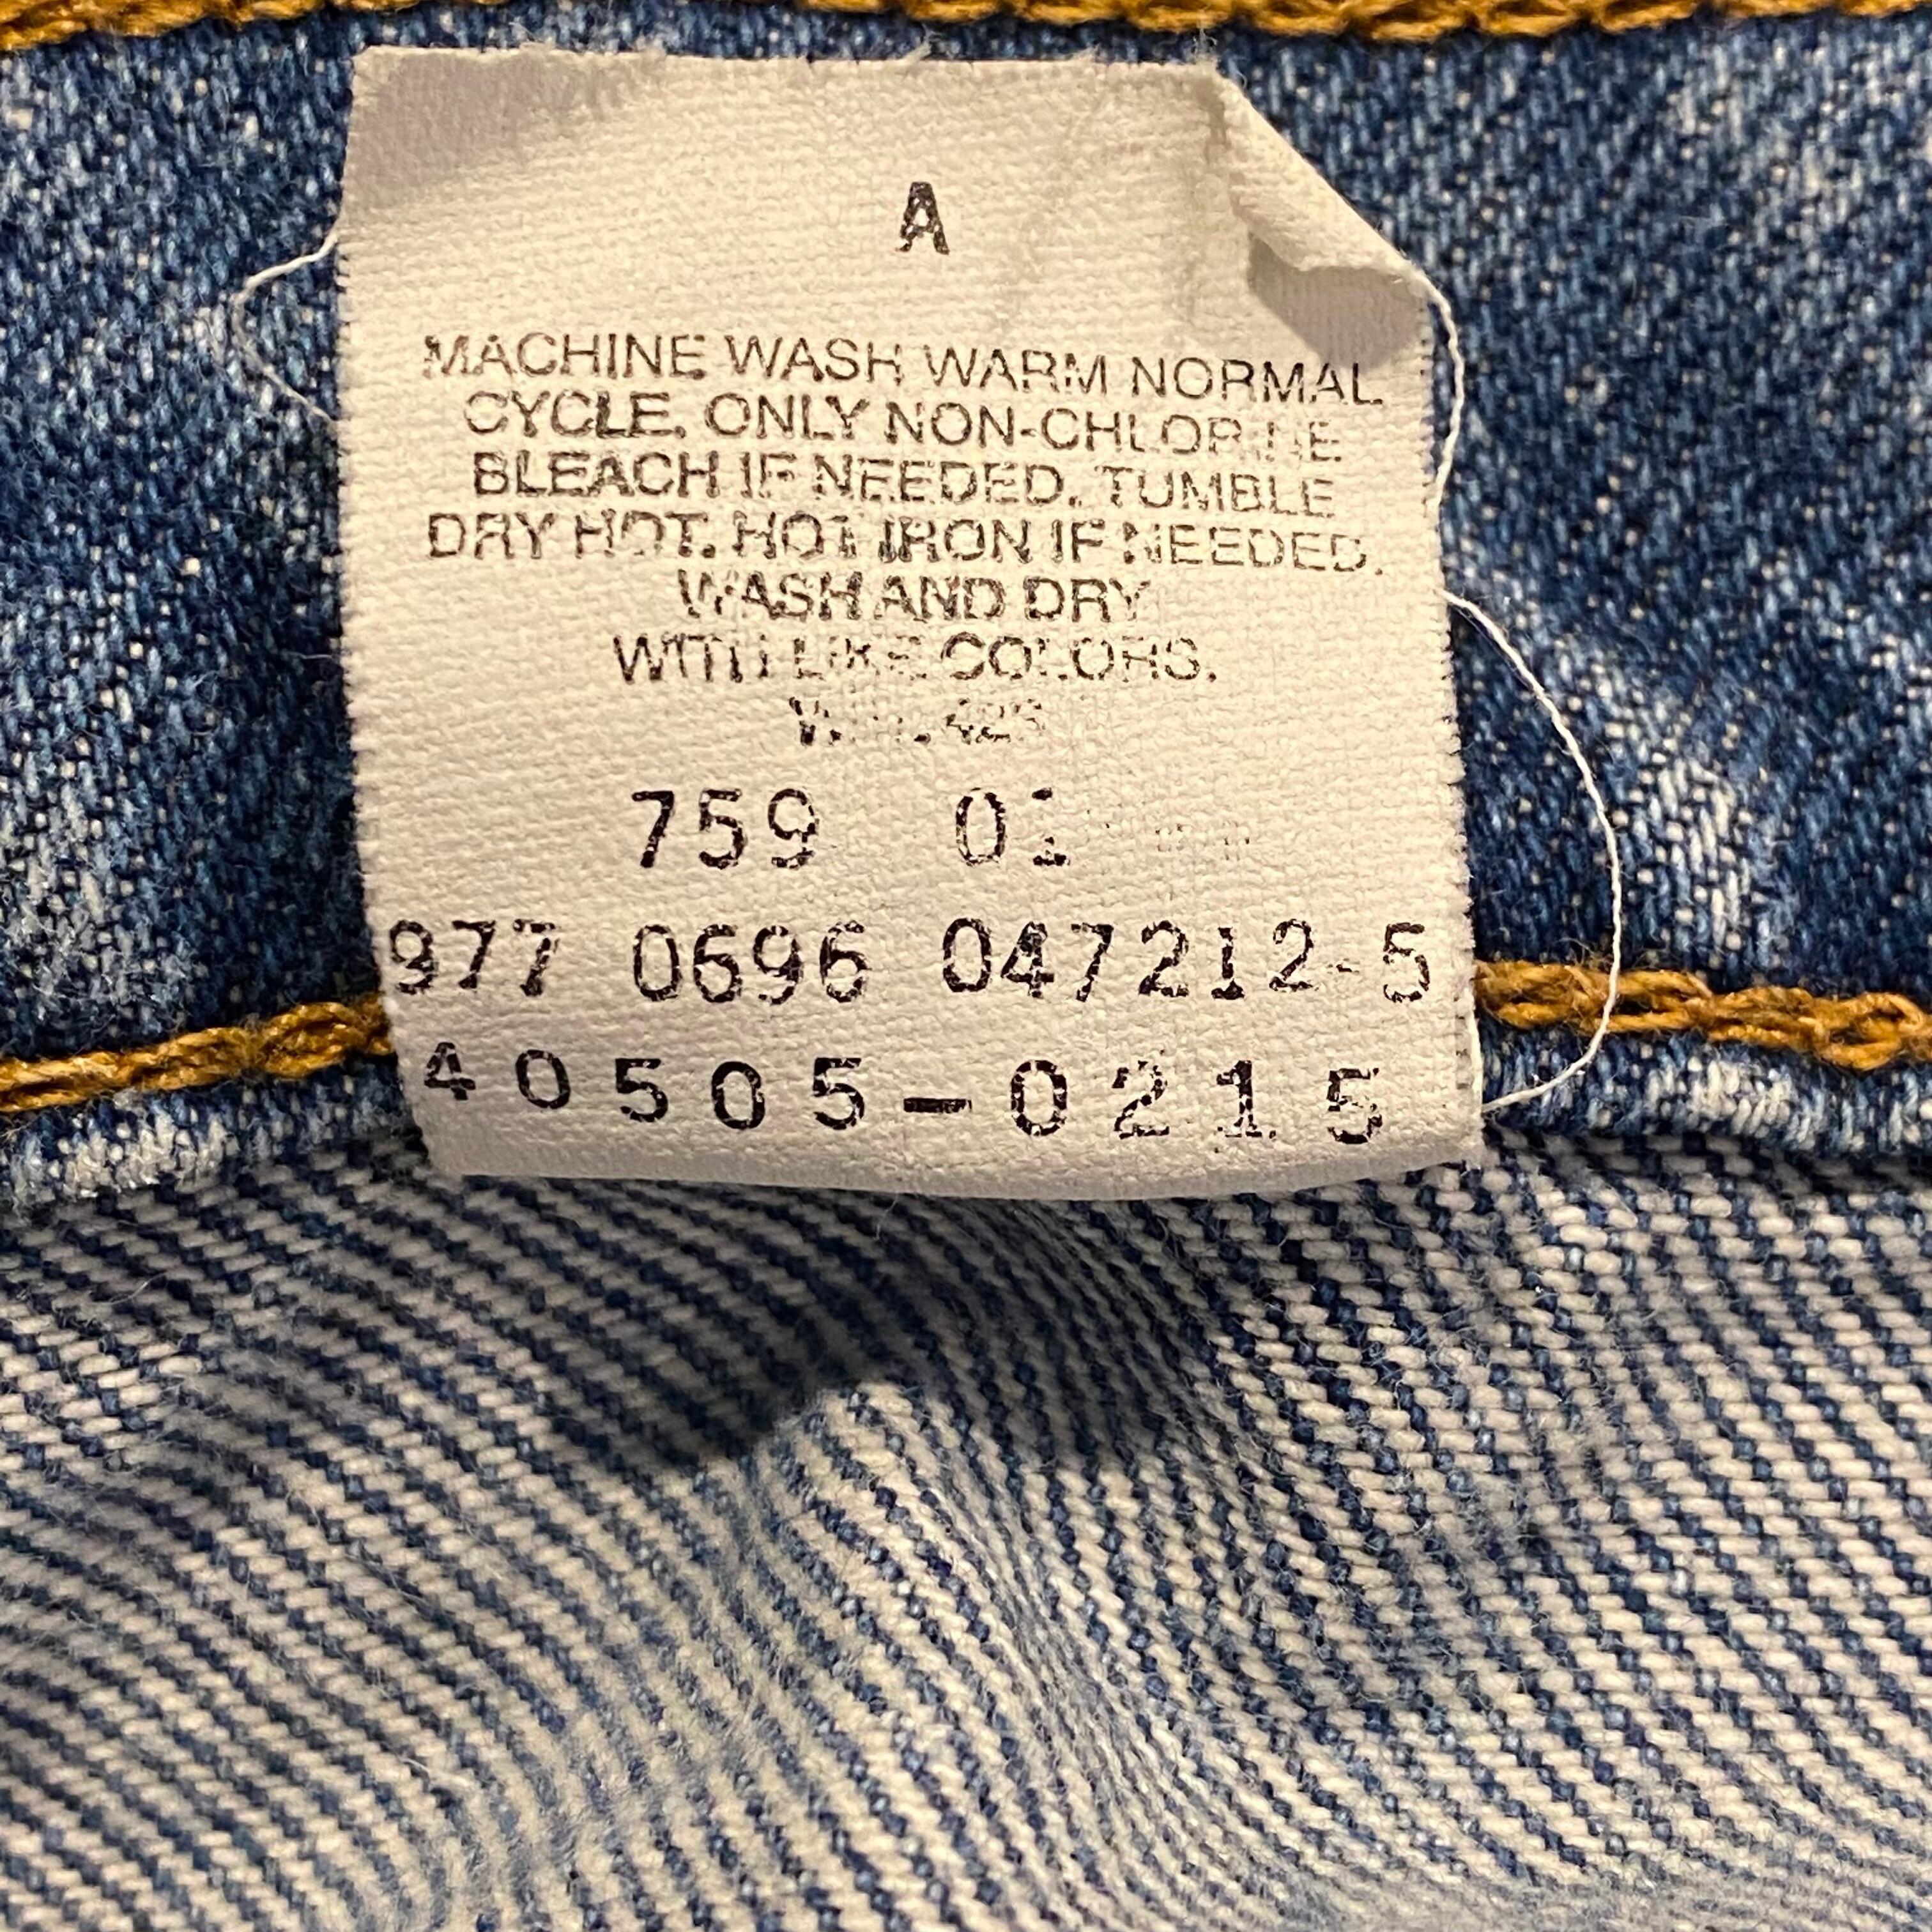 A
MACHINE WASH WARM NORMAL
CYCLE. ONLY NON-CHLORINE
BLEACH IF NEEDED. TUMBLE
DRY HOT. HOT IRON IF NEEDED.
WASH AND DRY
WITH LIKE COLORS.
759 01
977 0696 047212-5
40505-0215